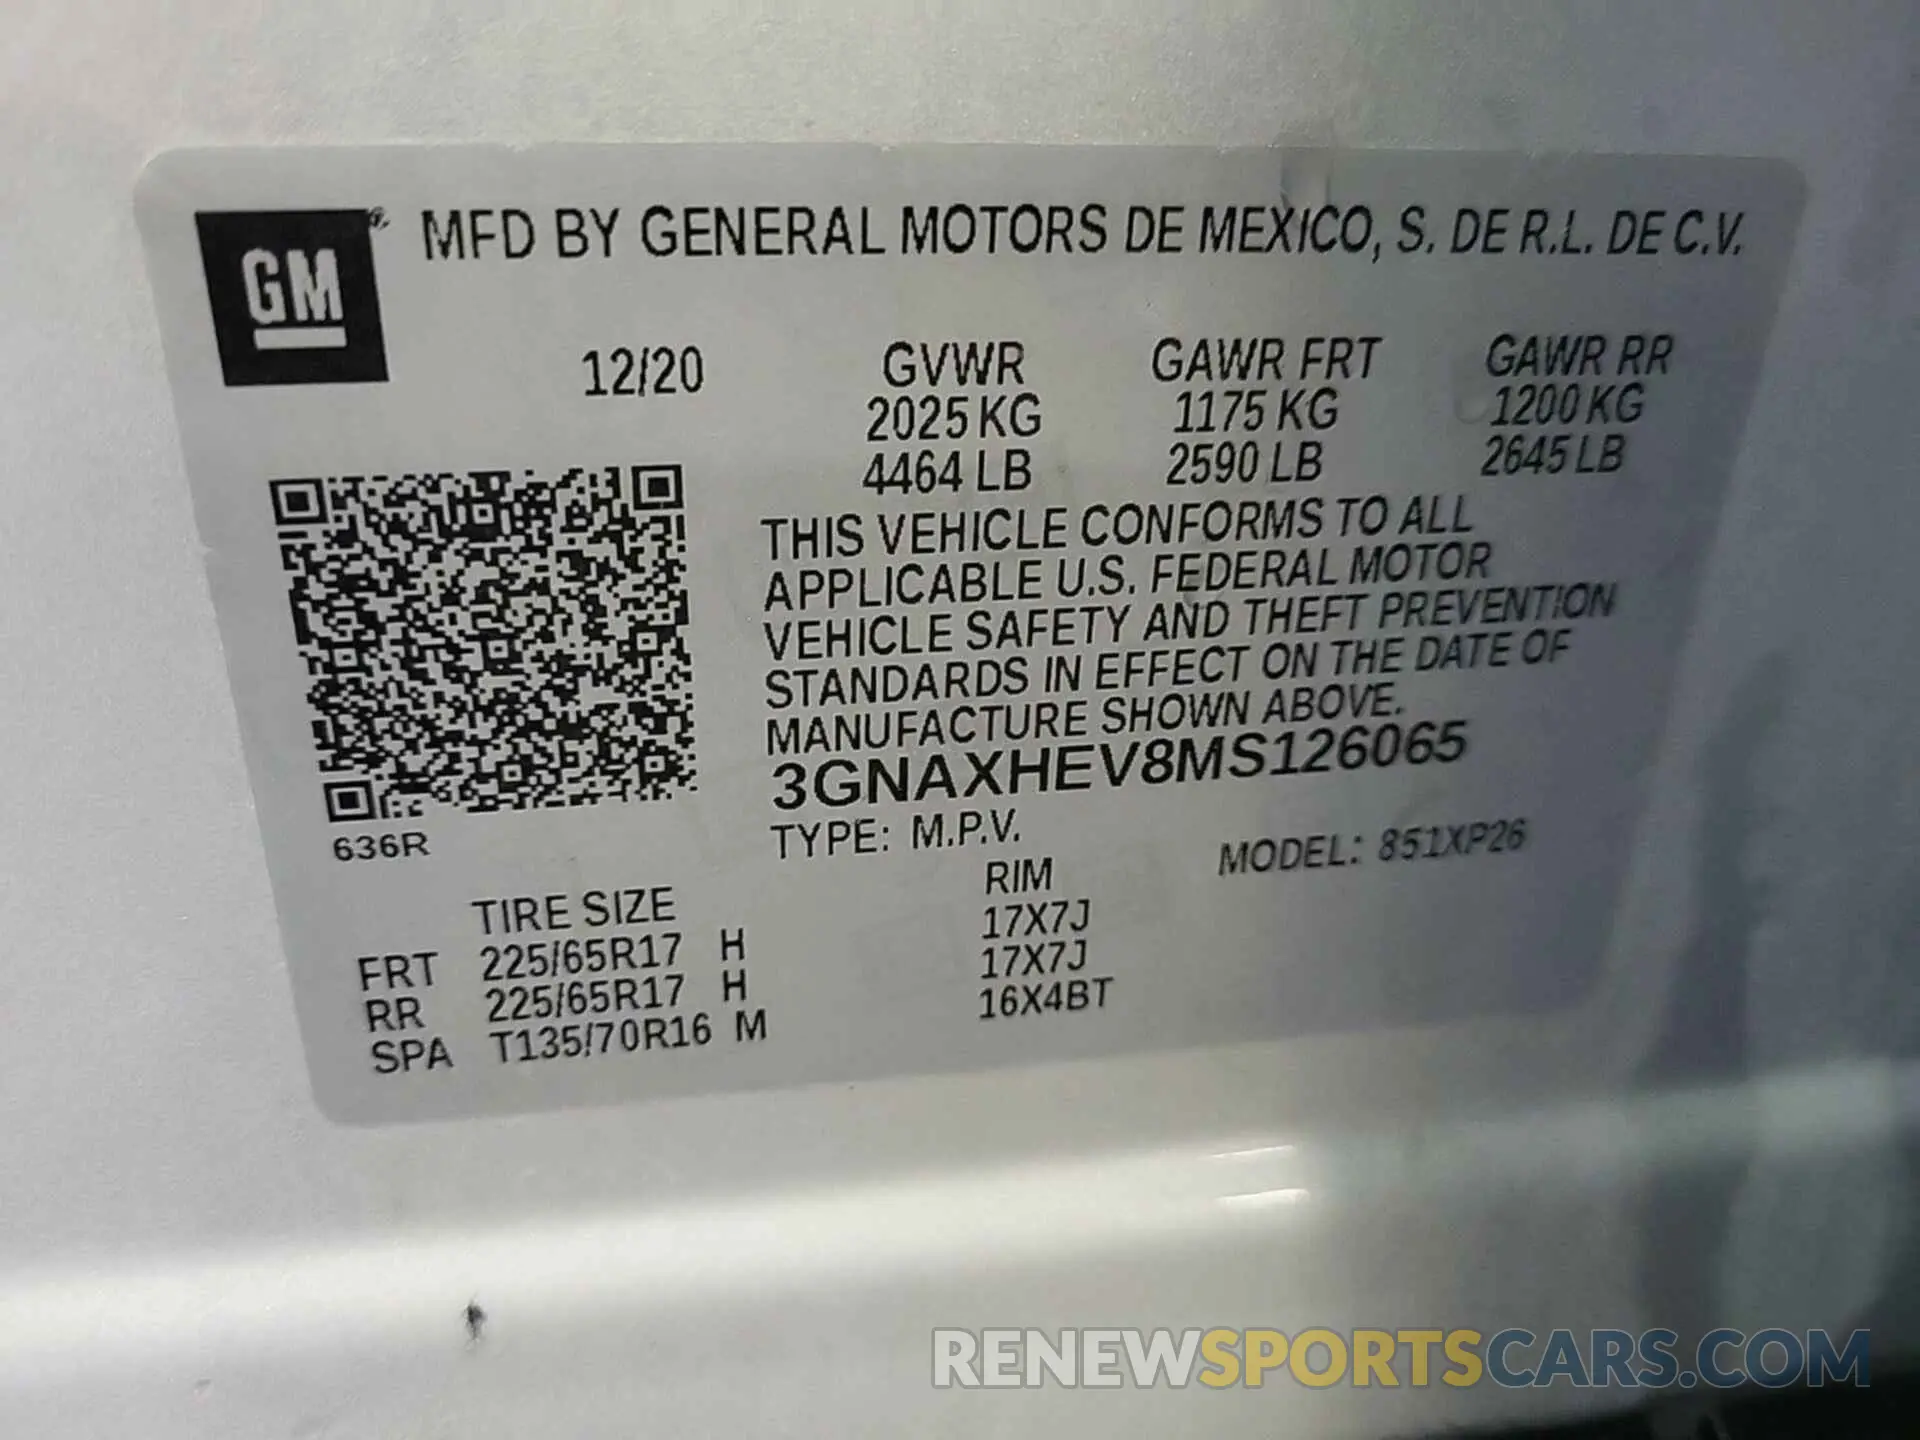 GM MFD BY GENERAL MOTORS DE MEXICO, S. DE R.L. DE C.V.
12/20 GVWR GAWR FRT GAWR RR
2025 KG 1175 KG 1200 KG
4464 LB 2590 LB 2645 LB
THIS VEHICLE CONFORMS TO ALL
APPLICABLE U.S. FEDERAL MOTOR
VEHICLE SAFETY AND THEFT PREVENTION
STANDARDS IN EFFECT ON THE DATE OF
MANUFACTURE SHOWN ABOVE.
3GNAXHEV8MS126065
636R TYPE: M.P.V. MODEL: 851XP26
TIRE SIZE RIM
FRT 225/65R17 H 17X7J
RR 225/65R17 H 17X7J
SPA T135/70R16 M 16X4BT
RENEWSPORTSCARS.COM